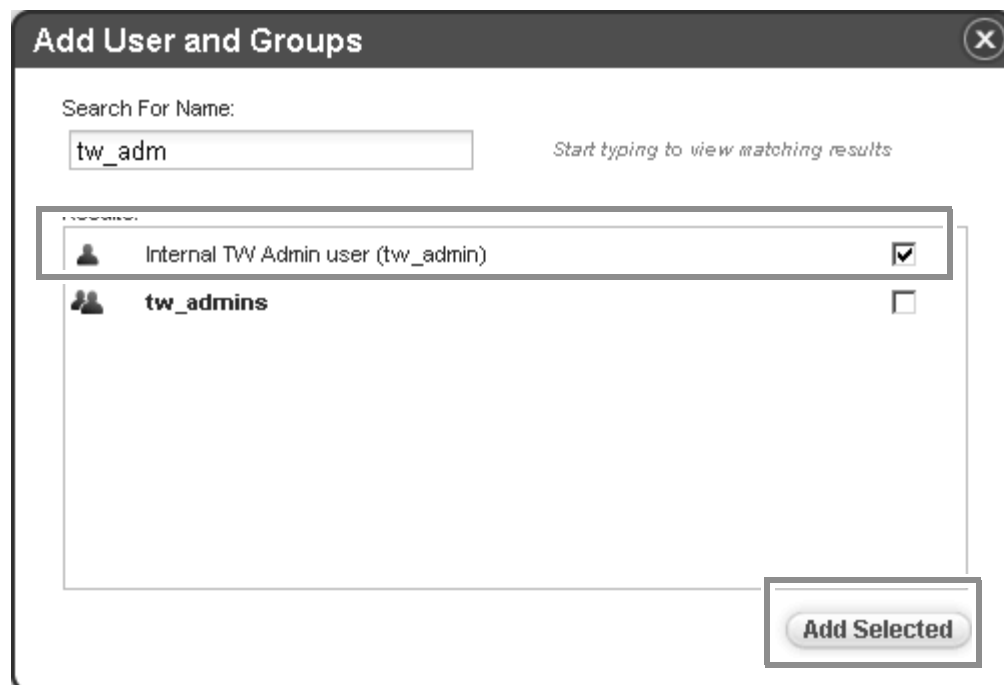 Add User and Groups
Search For Name:
tw_adm
Start typing to view matching results
Internal TW Admin user (tw_admin)
tw_admins
Add Selected